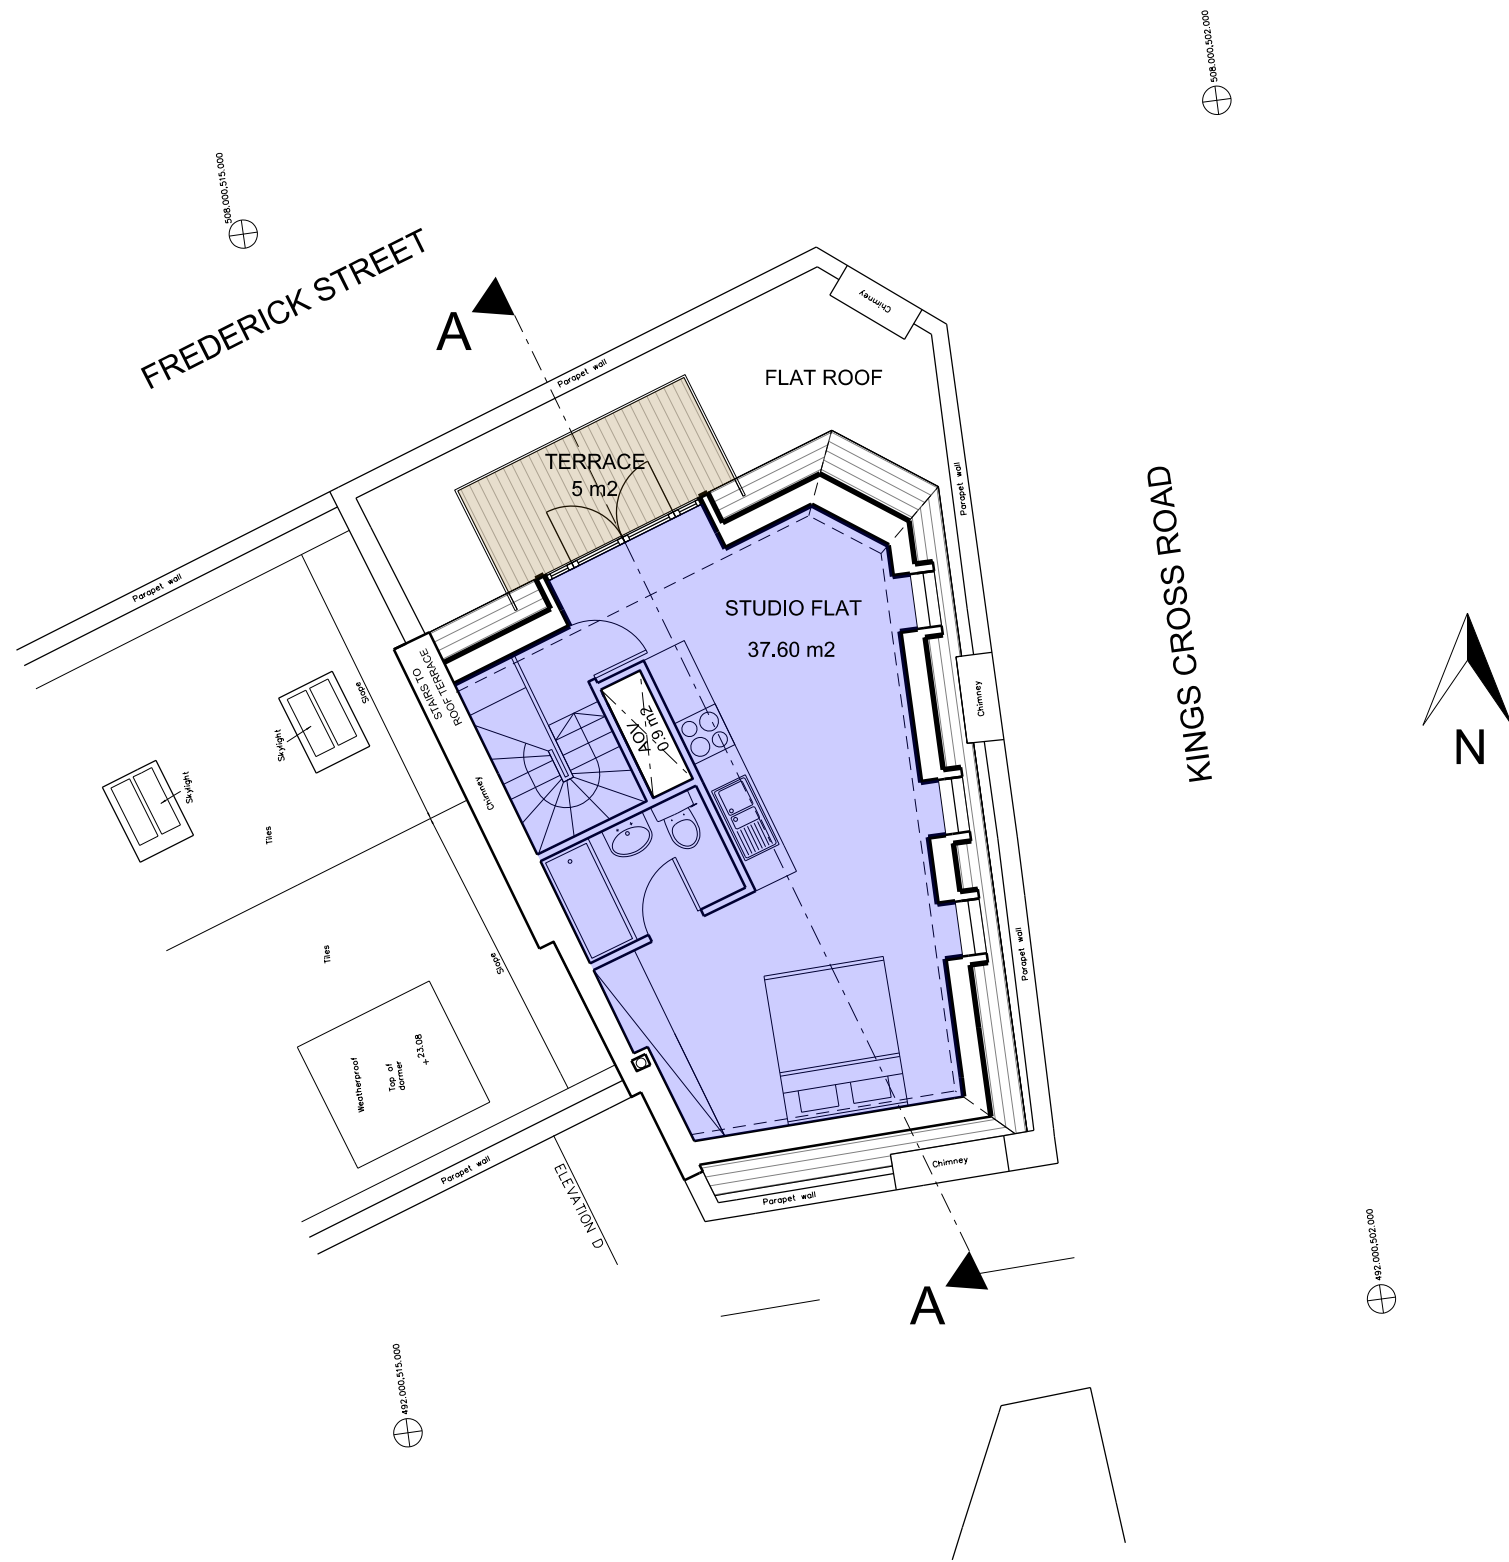 508.000,502.000
508.000,515.000
FREDERICK STREET
A
Chimney
Parapet wall
FLAT ROOF
TERRACE
5 m2
Parapet wall
KINGS CROSS ROAD
Parapet wall
STUDIO FLAT
37.60 m2
STAIRS TO
ROOF TERRACE
Slope
AOV
0.9 m2
Chimney
Skylight
Skylight
Chimney
Tiles
N
Tiles
Slope
Parapet wall
Weatherproof
Top of
dormer
+23.08
Parapet wall
Chimney
Parapet wall
ELEVATION D
A
492.000,502.000
492.000,515.000